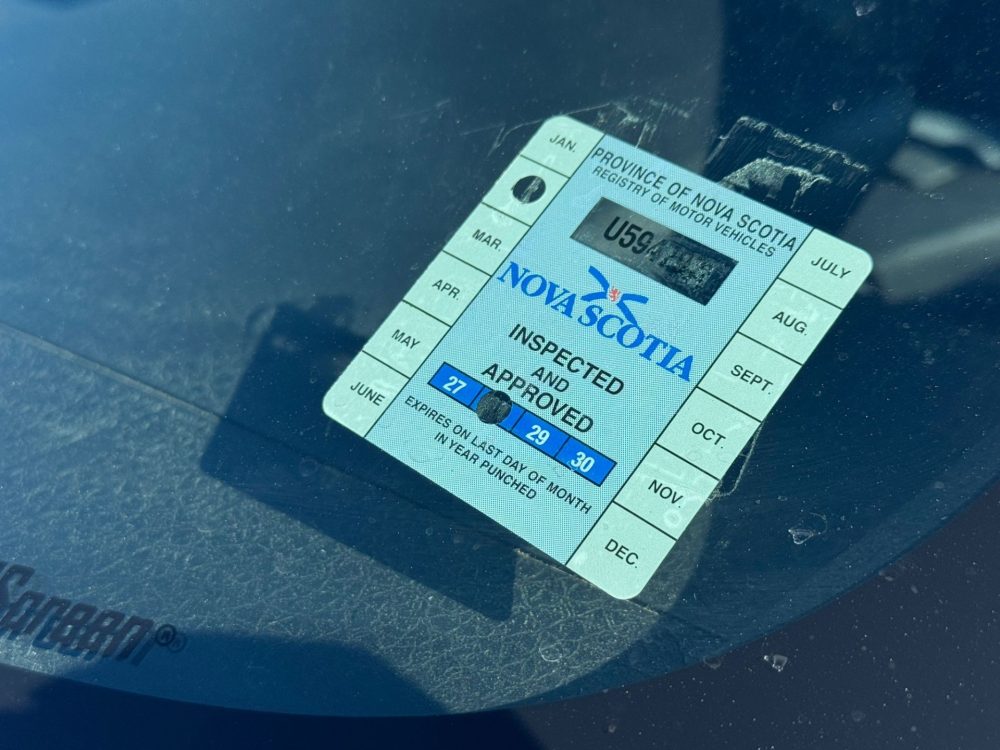 JAN.
MAR.
APR.
MAY
JUNE
PROVINCE OF NOVA SCOTIA
REGISTRY OF MOTOR VEHICLES
U59
NOVA SCOTIA
INSPECTED
AND
APPROVED
27 29 30
EXPIRES ON LAST DAY OF MONTH
IN YEAR PUNCHED
JULY
AUG.
SEPT.
OCT.
NOV.
DEC.